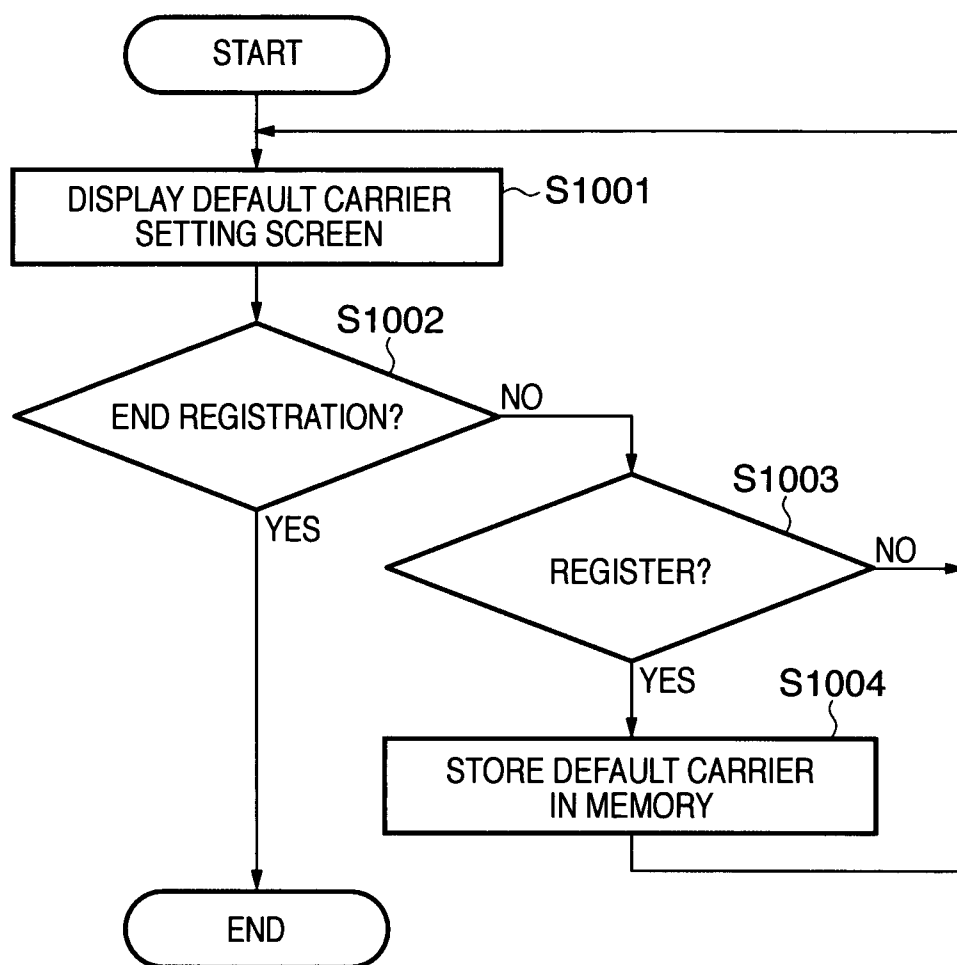 START
DISPLAY DEFAULT CARRIER
SETTING SCREEN
S1001
S1002
END REGISTRATION?
NO
YES
S1003
REGISTER?
NO
YES
S1004
STORE DEFAULT CARRIER
IN MEMORY
END